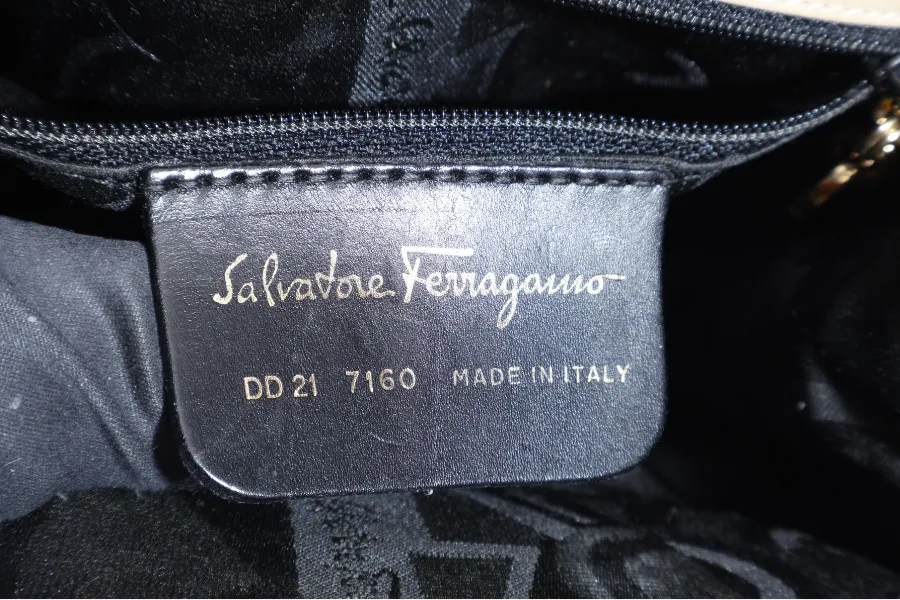 Salvatore Ferragamo
DD 21 7160 MADE IN ITALY